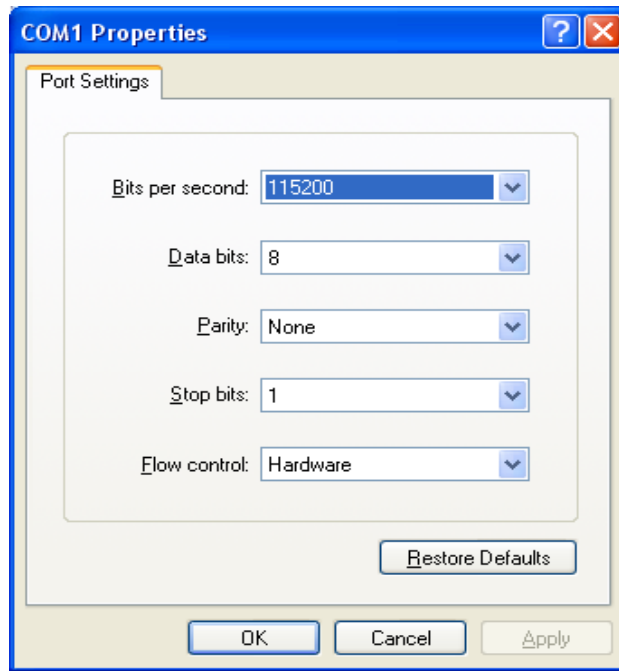 COM1 Properties
Port Settings
Bits per second: 115200
Data bits: 8
Parity: None
Stop bits: 1
Flow control: Hardware
Restore Defaults
OK Cancel Apply